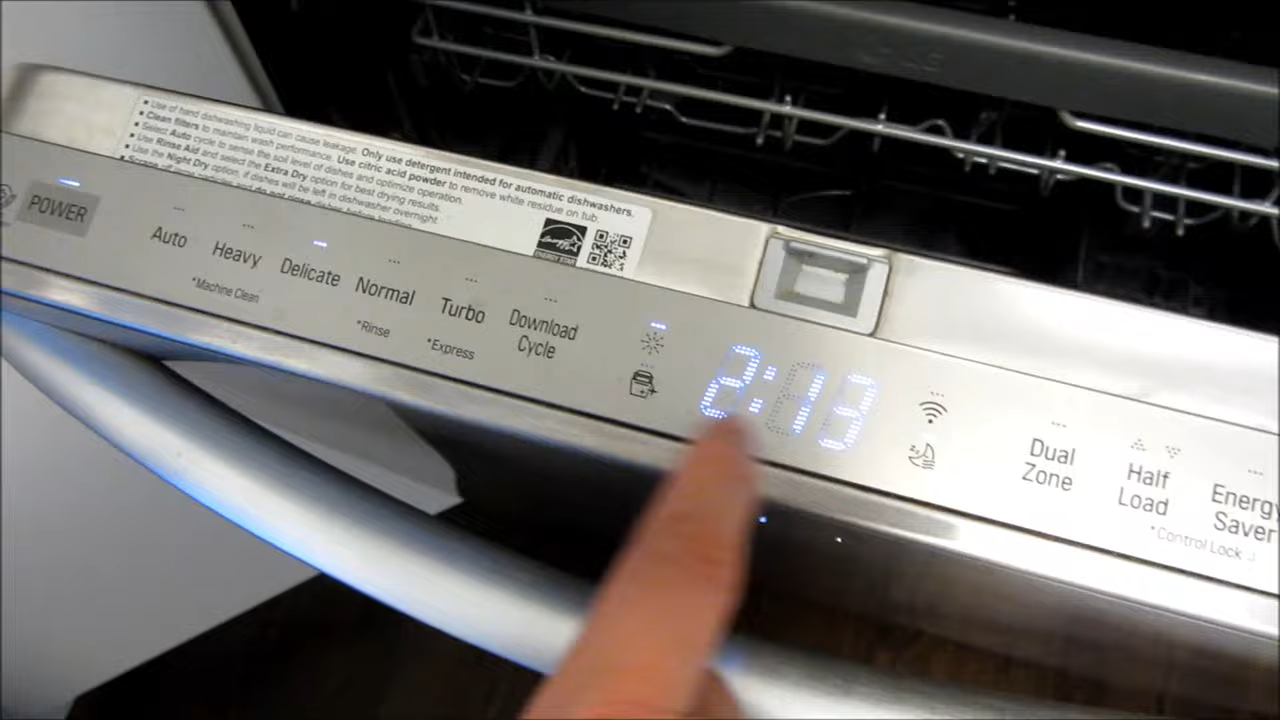 ▪ Use of hand dishwashing liquid can cause leakage. Only use detergent intended for automatic dishwashers.
▪ Clean filters to maintain wash performance. Use citric acid powder to remove white residue on tub.
▪ Select Auto cycle to sense the soil level of dishes and optimize operation.
▪ Use Rinse Aid and select the Extra Dry option for best drying results.
▪ Use the Night Dry option, if dishes will be left in dishwasher overnight.
ENERGY STAR
POWER
Auto
Heavy
*Machine Clean
Delicate
Normal
*Rinse
Turbo
*Express
Download
Cycle
2:13
Dual
Zone
Half
Load
Energy
Saver
*Control Lock